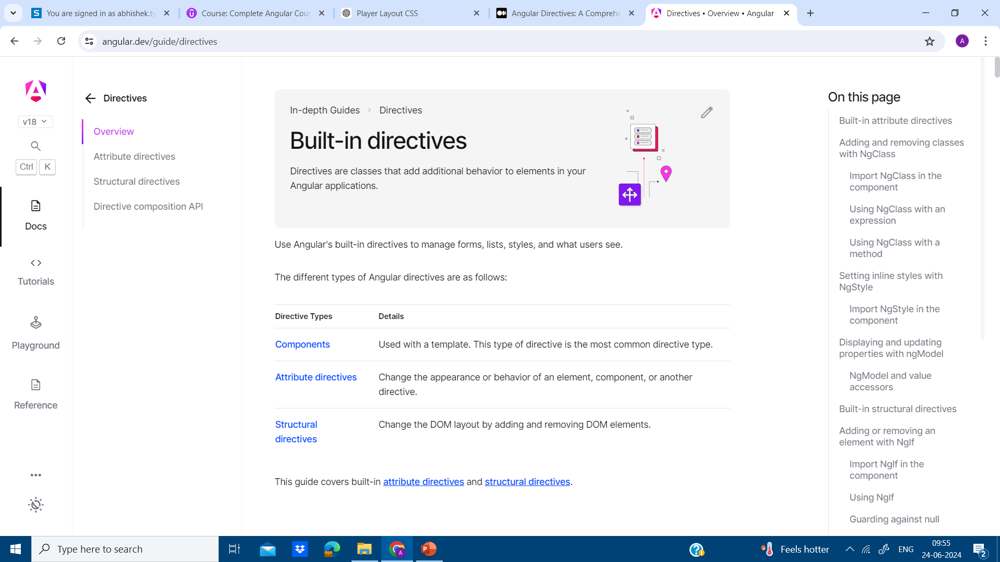 You are signed in as abhishek.ty
Course: Complete Angular Cour
Player Layout CSS
Angular Directives: A Comprehe
Directives • Overview • Angular
angular.dev/guide/directives
A
v18
Ctrl K
Docs
Tutorials
Playground
Reference
Directives
Overview
Attribute directives
Structural directives
Directive composition API
In-depth Guides
Directives
Built-in directives
Directives are classes that add additional behavior to elements in your
Angular applications.
Use Angular's built-in directives to manage forms, lists, styles, and what users see.
The different types of Angular directives are as follows:
Directive Types Details
Components Used with a template. This type of directive is the most common directive type.
Attribute directives Change the appearance or behavior of an element, component, or another
directive.
Structural Change the DOM layout by adding and removing DOM elements.
directives
This guide covers built-in attribute directives and structural directives.
On this page
Built-in attribute directives
Adding and removing classes
with NgClass
Import NgClass in the
component
Using NgClass with an
expression
Using NgClass with a
method
Setting inline styles with
NgStyle
Import NgStyle in the
component
Displaying and updating
properties with ngModel
NgModel and value
accessors
Built-in structural directives
Adding or removing an
element with NgIf
Import NgIf in the
component
Using NgIf
Guarding against null
Type here to search
Feels hotter
ENG
09:55
24-06-2024
2